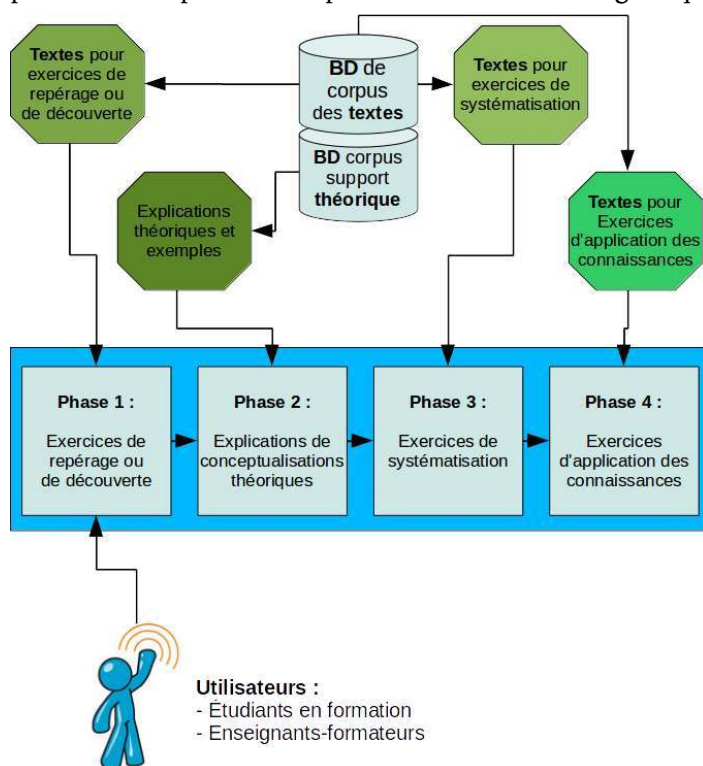 Textes pour
exercices de
repérage ou
de découverte
BD de
corpus
des textes
Textes pour
exercices de
systématisation
BD corpus
support
théorique
Explications
théoriques et
exemples
Textes pour
Exercices
d'application des
connaissances
Phase 1 :
Exercices de
repérage ou
de découverte
Phase 2 :
Explications de
conceptualisations
théoriques
Phase 3 :
Exercices de
systématisation
Phase 4 :
Exercices
d'application des
connaissances
Utilisateurs :
- Étudiants en formation
- Enseignants-formateurs